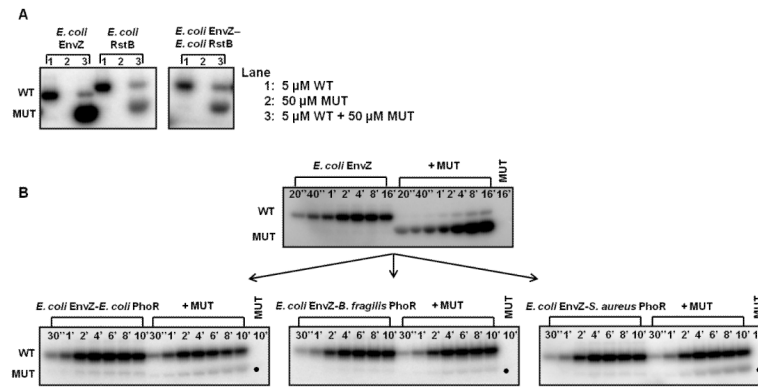 A
E. coli EnvZ
E. coli RstB
E. coli EnvZ–
E. coli RstB
1 2 3 1 2 3
1 2 3
WT
MUT
Lane
1: 5 µM WT
2: 50 µM MUT
3: 5 µM WT + 50 µM MUT
B
E. coli EnvZ
+ MUT
MUT
20" 40" 1' 2' 4' 8' 16' 20" 40" 1' 2' 4' 8' 16' 16'
WT
MUT
E. coli EnvZ-E. coli PhoR
+ MUT
MUT
30" 1' 2' 4' 6' 8' 10' 30" 1' 2' 4' 6' 8' 10' 10'
WT
MUT
E. coli EnvZ-B. fragilis PhoR
+ MUT
MUT
30" 1' 2' 4' 6' 8' 10' 30" 1' 2' 4' 6' 8' 10' 10'
E. coli EnvZ-S. aureus PhoR
+ MUT
MUT
30" 1' 2' 4' 6' 8' 10' 30" 1' 2' 4' 6' 8' 10'